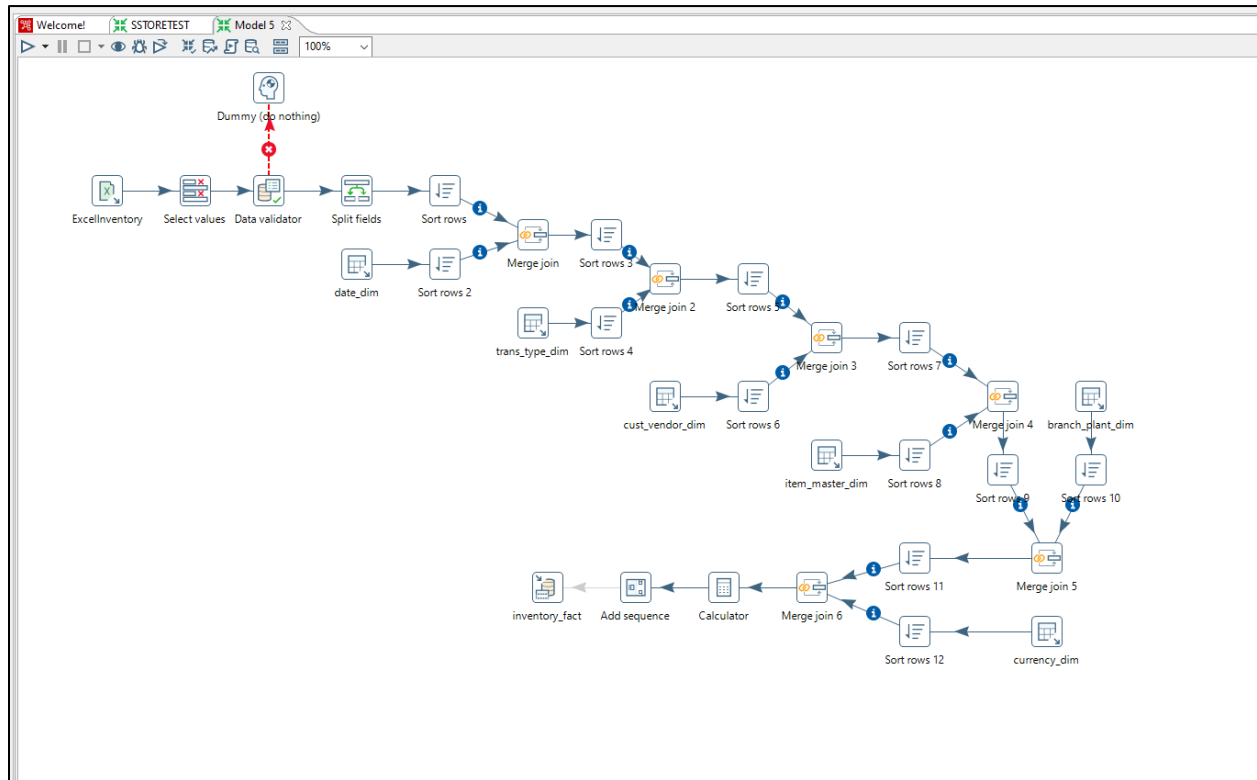 Welcome!
SSTORETEST
Model 5
100%
Dummy (do nothing)
ExcelInventory
Select values
Data validator
Split fields
Sort rows
Merge join
Sort rows 3
date_dim
Sort rows 2
Merge join 2
Sort rows 5
trans_type_dim
Sort rows 4
Merge join 3
Sort rows 7
cust_vendor_dim
Sort rows 6
Merge join 4
branch_plant_dim
item_master_dim
Sort rows 8
Sort rows 9
Sort rows 10
Sort rows 11
Merge join 5
inventory_fact
Add sequence
Calculator
Merge join 6
Sort rows 12
currency_dim